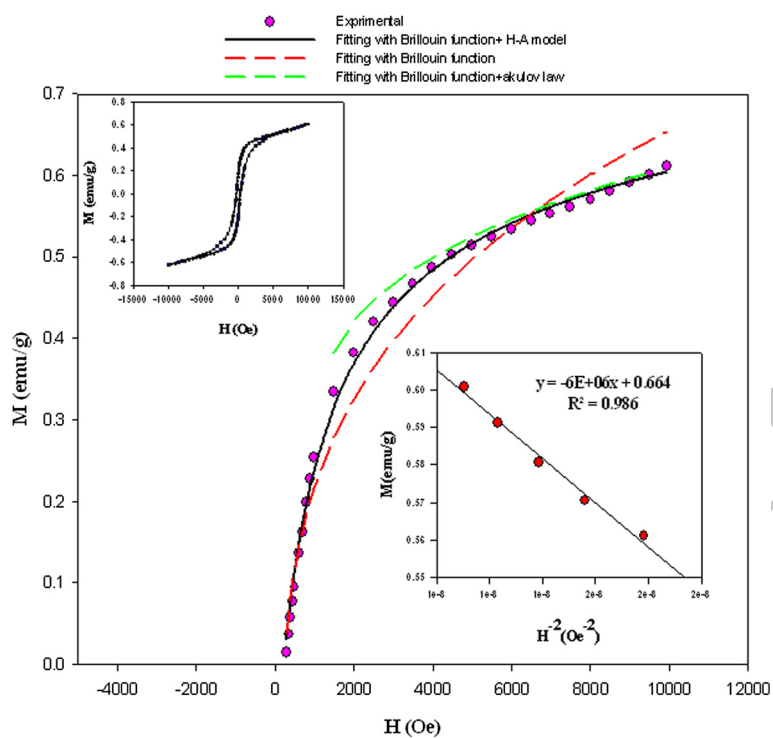 Exprimental
Fitting with Brillouin function+ H-A model
Fitting with Brillouin function
Fitting with Brillouin function+akulov law
0.7
0.6
0.5
0.4
0.3
0.2
0.1
0.0
M (emu/g)
-4000 -2000 0 2000 4000 6000 8000 10000 12000
H (Oe)
0.8
0.6
0.4
0.2
0.0
-0.2
-0.4
-0.6
-0.8
M (emu/g)
-15000 -10000 -5000 0 5000 10000 15000
H (Oe)
y = -6E+06x + 0.664
R² = 0.986
0.61
0.60
0.59
0.58
0.57
0.56
0.55
M(emu/g)
1e-8 1e-8 1e-8 2e-8 2e-8 2e-8
H⁻²(Oe⁻²)